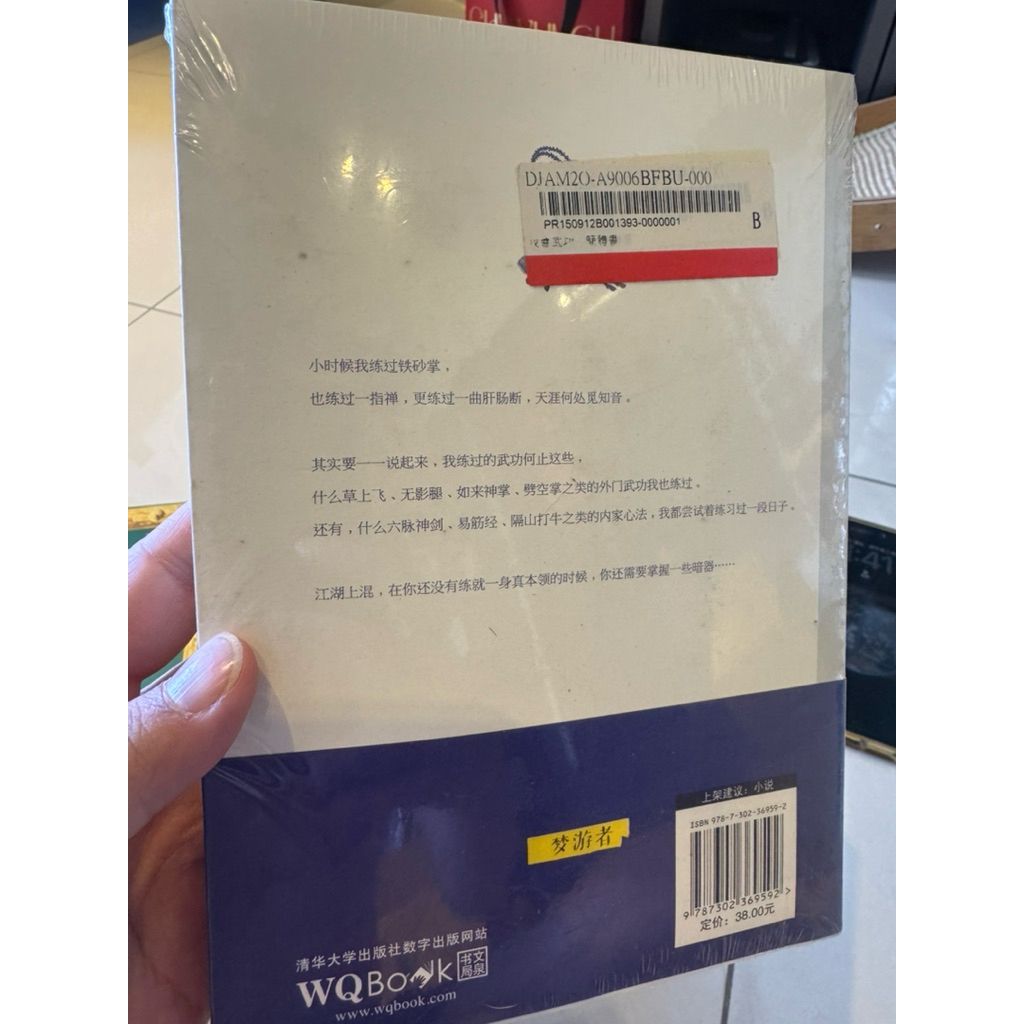 DJAM2O-A9006BFBU-000
PR150912B001393-0000001
B
小时候我练过铁砂掌，
也练过一指禅，更练过一曲肝肠断，天涯何处觅知音。
其实要一一说起来，我练过的武功何止这些，
什么草上飞、无影腿、如来神掌、劈空掌之类的外门武功我也练过。
还有，什么六脉神剑、易筋经、隔山打牛之类的内家心法，我都尝试着练习过一段日子。
江湖上混，在你还没有练就一身真本领的时候，你还需要掌握一些暗器……
上架建议：小说
ISBN 978-7-302-36959-2
9 787302 369592 >
定价：38.00元
梦游者
清华大学出版社数字出版网站
WQBook 文泉书局
www.wqbook.com